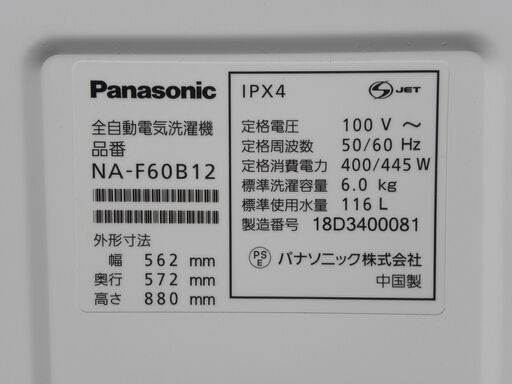 Panasonic
全自動電気洗濯機
品番
NA-F60B12
外形寸法
幅 562 mm
奥行 572 mm
高さ 880 mm
IPX4
S JET
定格電圧 100 V ～
定格周波数 50/60 Hz
定格消費電力 400/445 W
標準洗濯容量 6.0 kg
標準使用水量 116 L
製造番号 18D3400081
PS E パナソニック株式会社
中国製